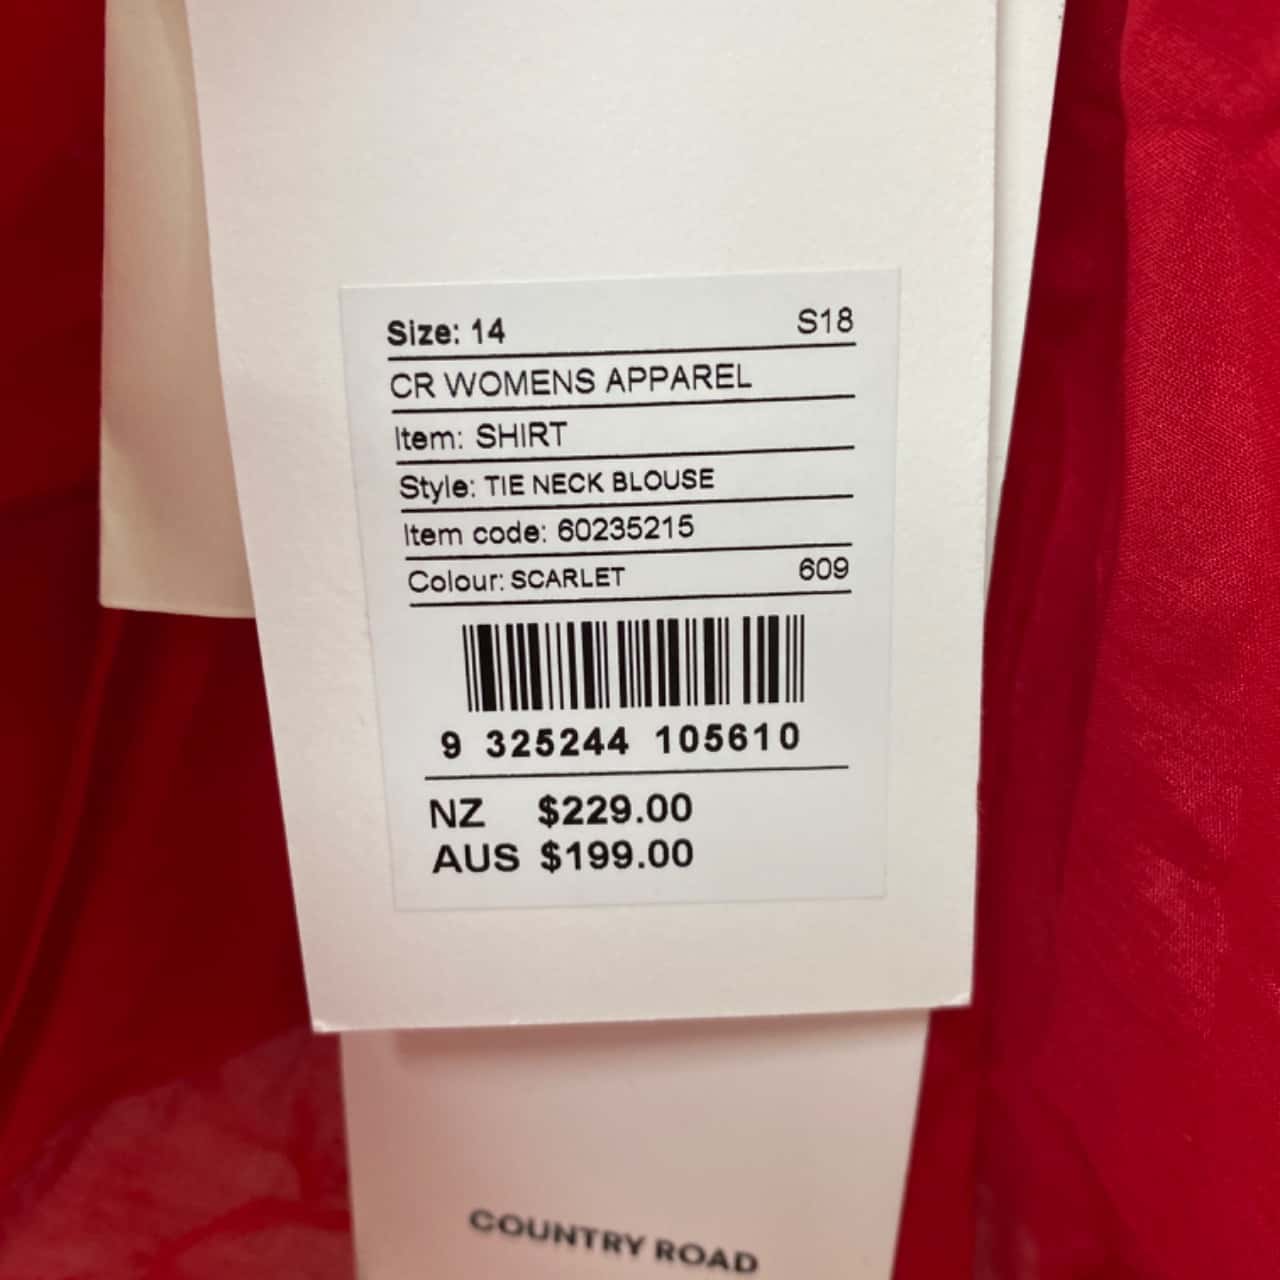 Size: 14 S18
CR WOMENS APPAREL
Item: SHIRT
Style: TIE NECK BLOUSE
Item code: 60235215
Colour: SCARLET 609
9 325244 105610
NZ $229.00
AUS $199.00
COUNTRY ROAD